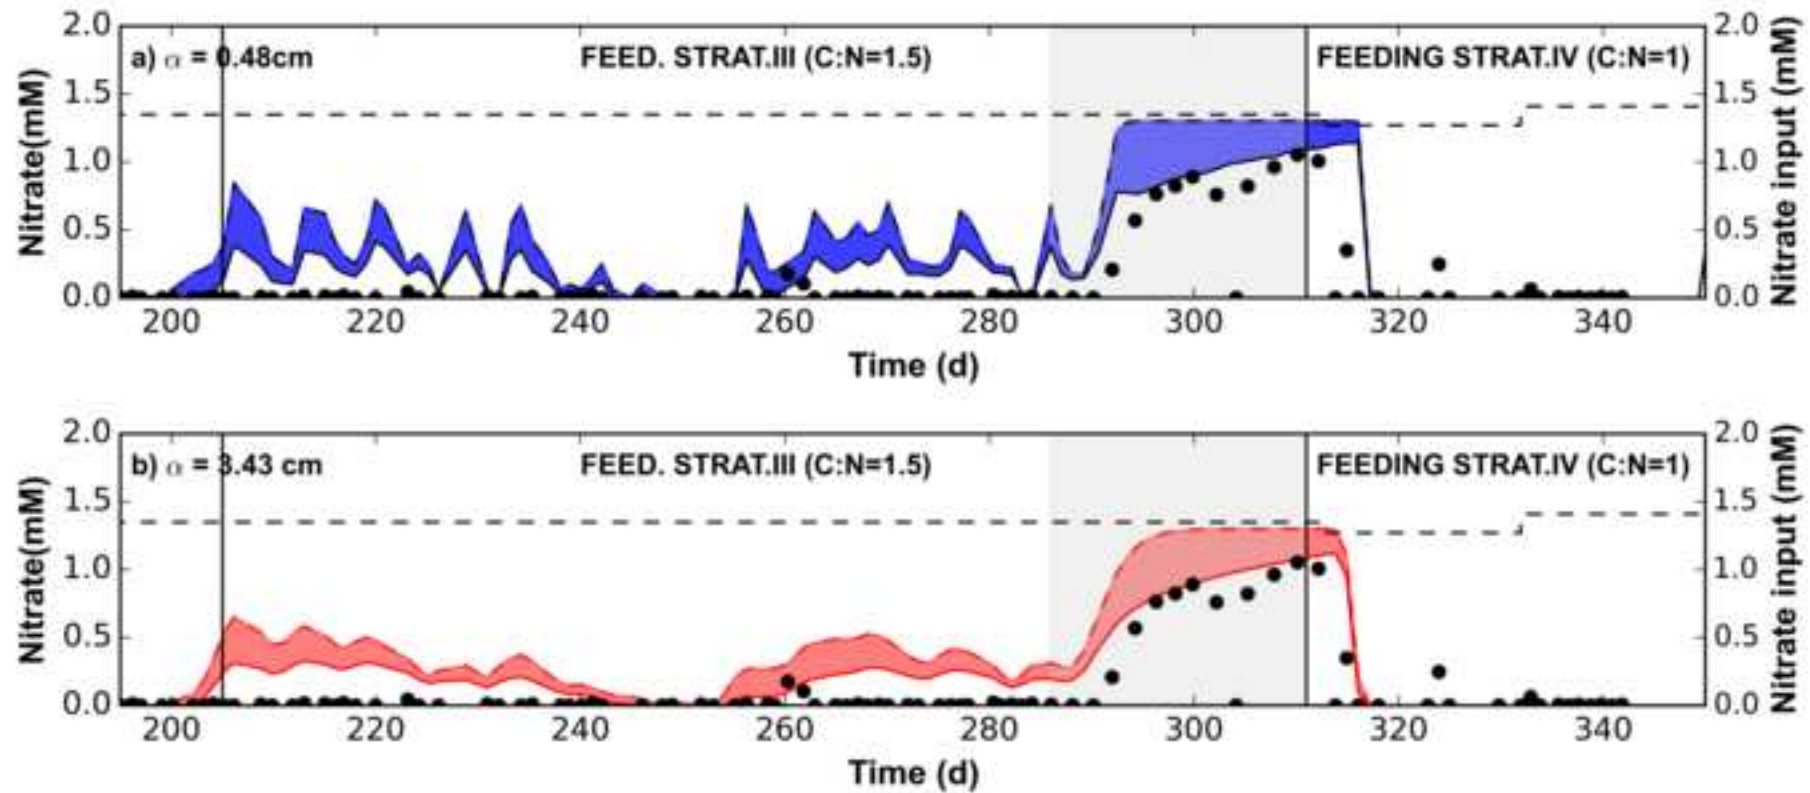 2.0 2.0
a) α = 0.48cm FEED. STRAT.III (C:N=1.5) FEEDING STRAT.IV (C:N=1)
1.5 1.5
1.0 1.0
0.5 0.5
0.0 0.0
Nitrate(mM)
Nitrate input (mM)
200 220 240 260 280 300 320 340
Time (d)
2.0 2.0
b) α = 3.43 cm FEED. STRAT.III (C:N=1.5) FEEDING STRAT.IV (C:N=1)
1.5 1.5
1.0 1.0
0.5 0.5
0.0 0.0
Nitrate(mM)
Nitrate input (mM)
200 220 240 260 280 300 320 340
Time (d)